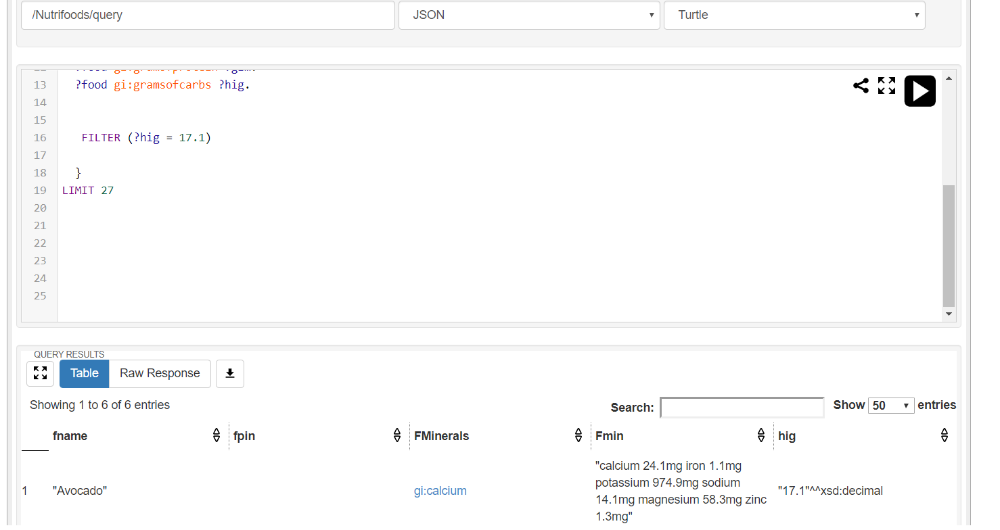 /Nutrifoods/query JSON Turtle
13 ?food gi:gramsofcarbs ?hig.
14
15
16 FILTER (?hig = 17.1)
17
18 }
19 LIMIT 27
20
21
22
23
24
25
QUERY RESULTS
Table Raw Response
Showing 1 to 6 of 6 entries Search: Show 50 entries
fname fpin FMinerals Fmin hig
1 "Avocado" gi:calcium "calcium 24.1mg iron 1.1mg
potassium 974.9mg sodium
14.1mg magnesium 58.3mg zinc
1.3mg" "17.1"^^xsd:decimal